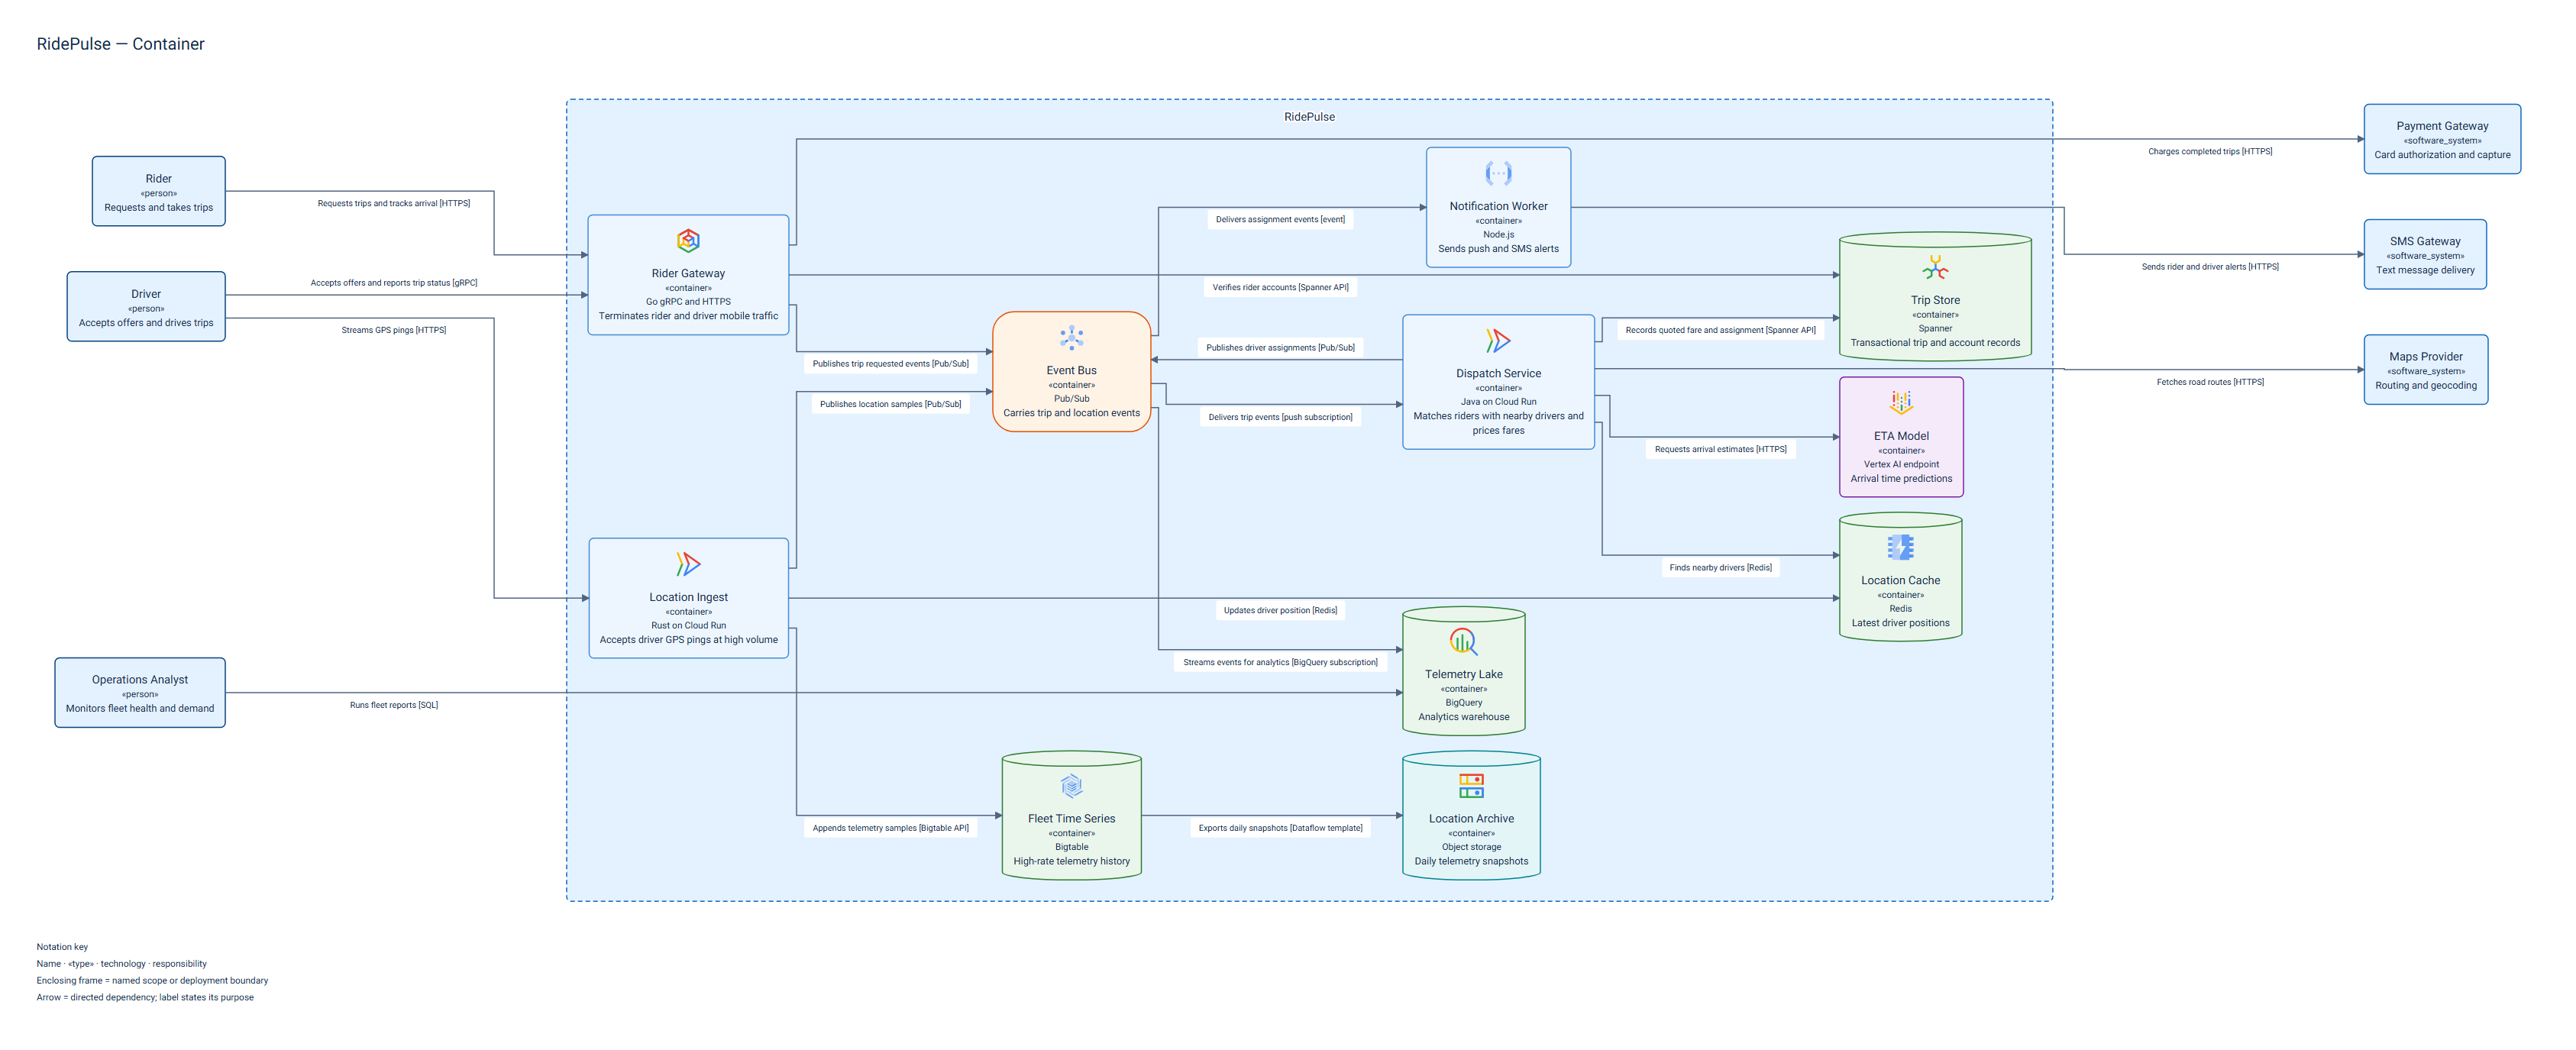 RidePulse — Container
RidePulse
Rider
«person»
Requests and takes trips
Requests trips and tracks arrival [HTTPS]
Driver
«person»
Accepts offers and drives trips
Accepts offers and reports trip status [gRPC]
Streams GPS pings [HTTPS]
Operations Analyst
«person»
Monitors fleet health and demand
Runs fleet reports [SQL]
Rider Gateway
«container»
Go gRPC and HTTPS
Terminates rider and driver mobile traffic
Publishes trip requested events [Pub/Sub]
Publishes location samples [Pub/Sub]
Location Ingest
«container»
Rust on Cloud Run
Accepts driver GPS pings at high volume
Appends telemetry samples [Bigtable API]
Event Bus
«container»
Pub/Sub
Carries trip and location events
Fleet Time Series
«container»
Bigtable
High-rate telemetry history
Delivers assignment events [event]
Verifies rider accounts [Spanner API]
Publishes driver assignments [Pub/Sub]
Delivers trip events [push subscription]
Updates driver position [Redis]
Streams events for analytics [BigQuery subscription]
Exports daily snapshots [Dataflow template]
Notification Worker
«container»
Node.js
Sends push and SMS alerts
Dispatch Service
«container»
Java on Cloud Run
Matches riders with nearby drivers and
prices fares
Telemetry Lake
«container»
BigQuery
Analytics warehouse
Location Archive
«container»
Object storage
Daily telemetry snapshots
Records quoted fare and assignment [Spanner API]
Requests arrival estimates [HTTPS]
Finds nearby drivers [Redis]
Trip Store
«container»
Spanner
Transactional trip and account records
ETA Model
«container»
Vertex AI endpoint
Arrival time predictions
Location Cache
«container»
Redis
Latest driver positions
Charges completed trips [HTTPS]
Sends rider and driver alerts [HTTPS]
Fetches road routes [HTTPS]
Payment Gateway
«software_system»
Card authorization and capture
SMS Gateway
«software_system»
Text message delivery
Maps Provider
«software_system»
Routing and geocoding
Notation key
Name · «type» · technology · responsibility
Enclosing frame = named scope or deployment boundary
Arrow = directed dependency; label states its purpose